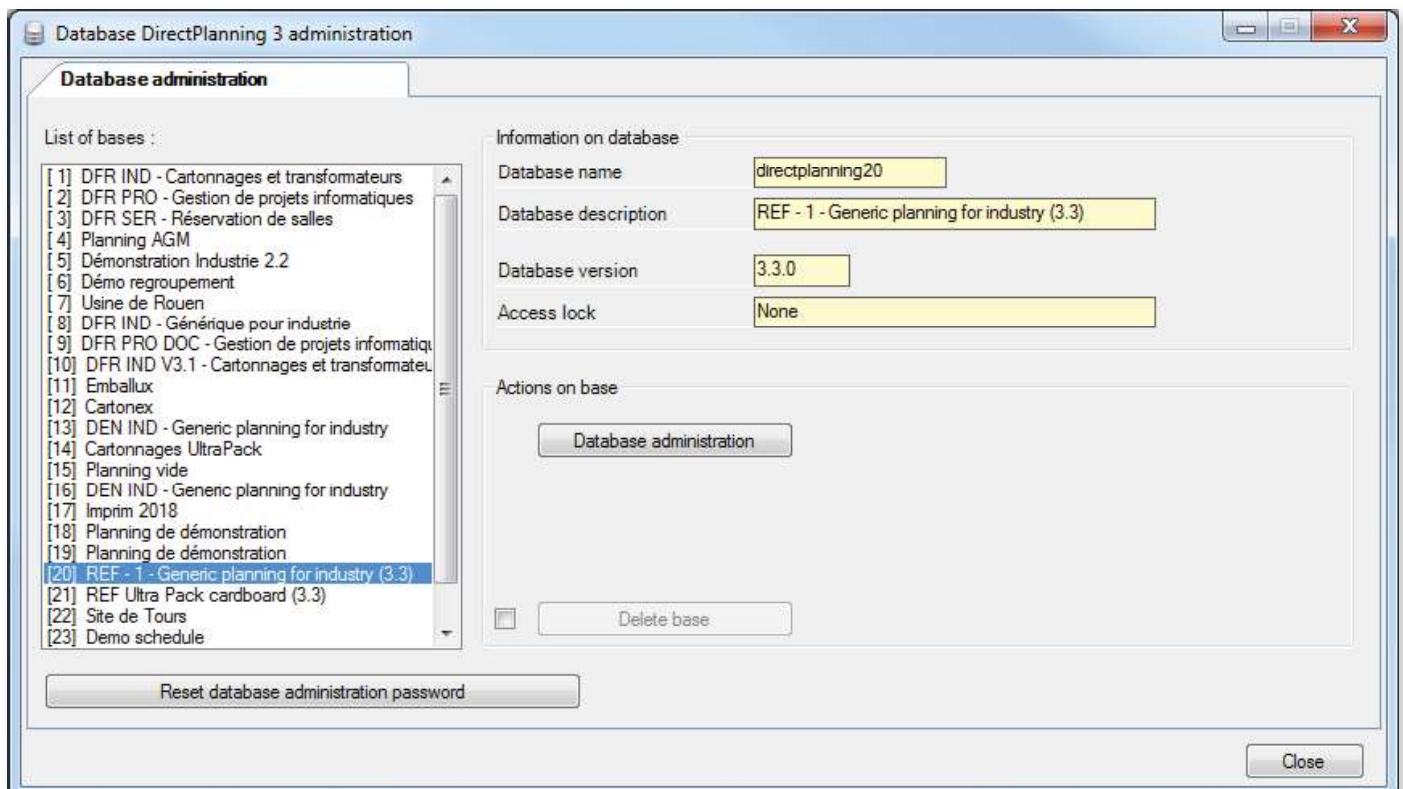 Database DirectPlanning 3 administration
Database administration
List of bases :
[ 1] DFR IND - Cartonnages et transformateurs
[ 2] DFR PRO - Gestion de projets informatiques
[ 3] DFR SER - Réservation de salles
[ 4] Planning AGM
[ 5] Démonstration Industrie 2.2
[ 6] Démo regroupement
[ 7] Usine de Rouen
[ 8] DFR IND - Générique pour industrie
[ 9] DFR PRO DOC - Gestion de projets informatiqu
[10] DFR IND V3.1 - Cartonnages et transformateu
[11] Emballux
[12] Cartonex
[13] DEN IND - Generic planning for industry
[14] Cartonnages UltraPack
[15] Planning vide
[16] DEN IND - Generic planning for industry
[17] Imprim 2018
[18] Planning de démonstration
[19] Planning de démonstration
[20] REF - 1 - Generic planning for industry (3.3)
[21] REF Ultra Pack cardboard (3.3)
[22] Site de Tours
[23] Demo schedule
Reset database administration password
Information on database
Database name directplanning20
Database description REF - 1 - Generic planning for industry (3.3)
Database version 3.3.0
Access lock None
Actions on base
Database administration
Delete base
Close